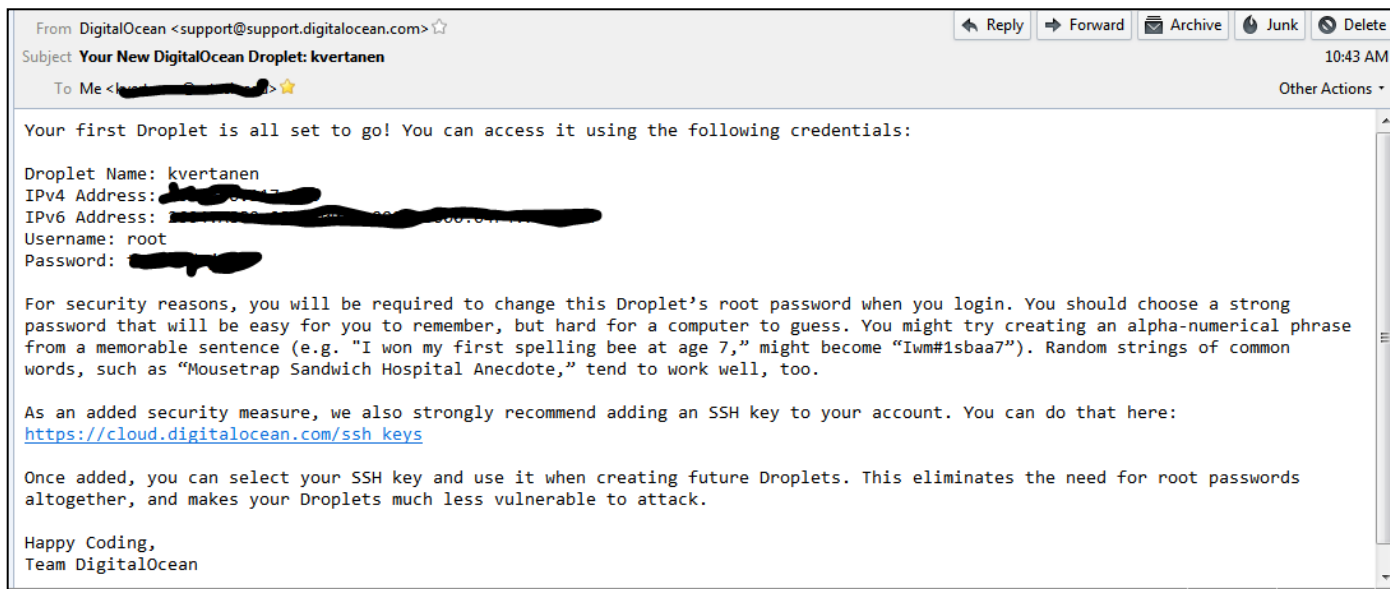 From DigitalOcean <support@support.digitalocean.com>
Reply Forward Archive Junk Delete
Subject Your New DigitalOcean Droplet: kvertanen
10:43 AM
To Me <
Other Actions
Your first Droplet is all set to go! You can access it using the following credentials:
Droplet Name: kvertanen
IPv4 Address:
IPv6 Address:
Username: root
Password:
For security reasons, you will be required to change this Droplet’s root password when you login. You should choose a strong
password that will be easy for you to remember, but hard for a computer to guess. You might try creating an alpha-numerical phrase
from a memorable sentence (e.g. "I won my first spelling bee at age 7,” might become “Iwm#1sbaa7”). Random strings of common
words, such as “Mousetrap Sandwich Hospital Anecdote,” tend to work well, too.
As an added security measure, we also strongly recommend adding an SSH key to your account. You can do that here:
https://cloud.digitalocean.com/ssh_keys
Once added, you can select your SSH key and use it when creating future Droplets. This eliminates the need for root passwords
altogether, and makes your Droplets much less vulnerable to attack.
Happy Coding,
Team DigitalOcean